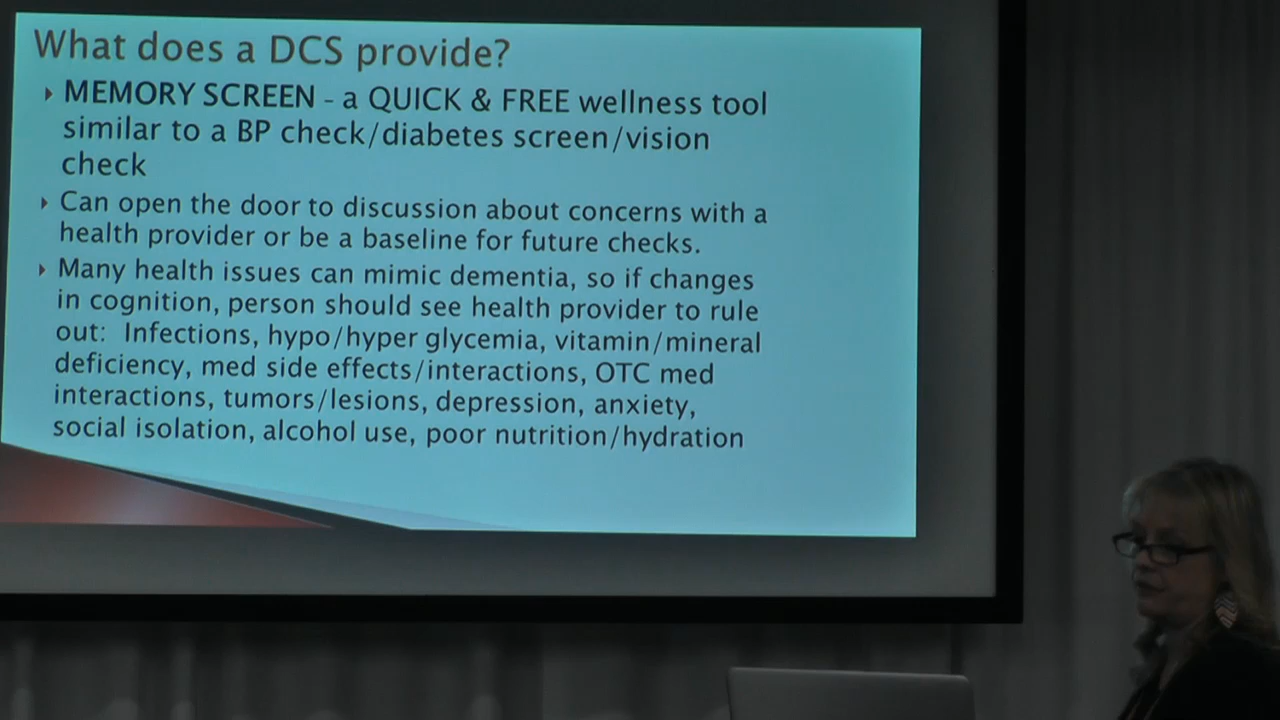 What does a DCS provide?
MEMORY SCREEN - a QUICK & FREE wellness tool
similar to a BP check/diabetes screen/vision
check
Can open the door to discussion about concerns with a
health provider or be a baseline for future checks.
Many health issues can mimic dementia, so if changes
in cognition, person should see health provider to rule
out: Infections, hypo/hyper glycemia, vitamin/mineral
deficiency, med side effects/interactions, OTC med
interactions, tumors/lesions, depression, anxiety,
social isolation, alcohol use, poor nutrition/hydration